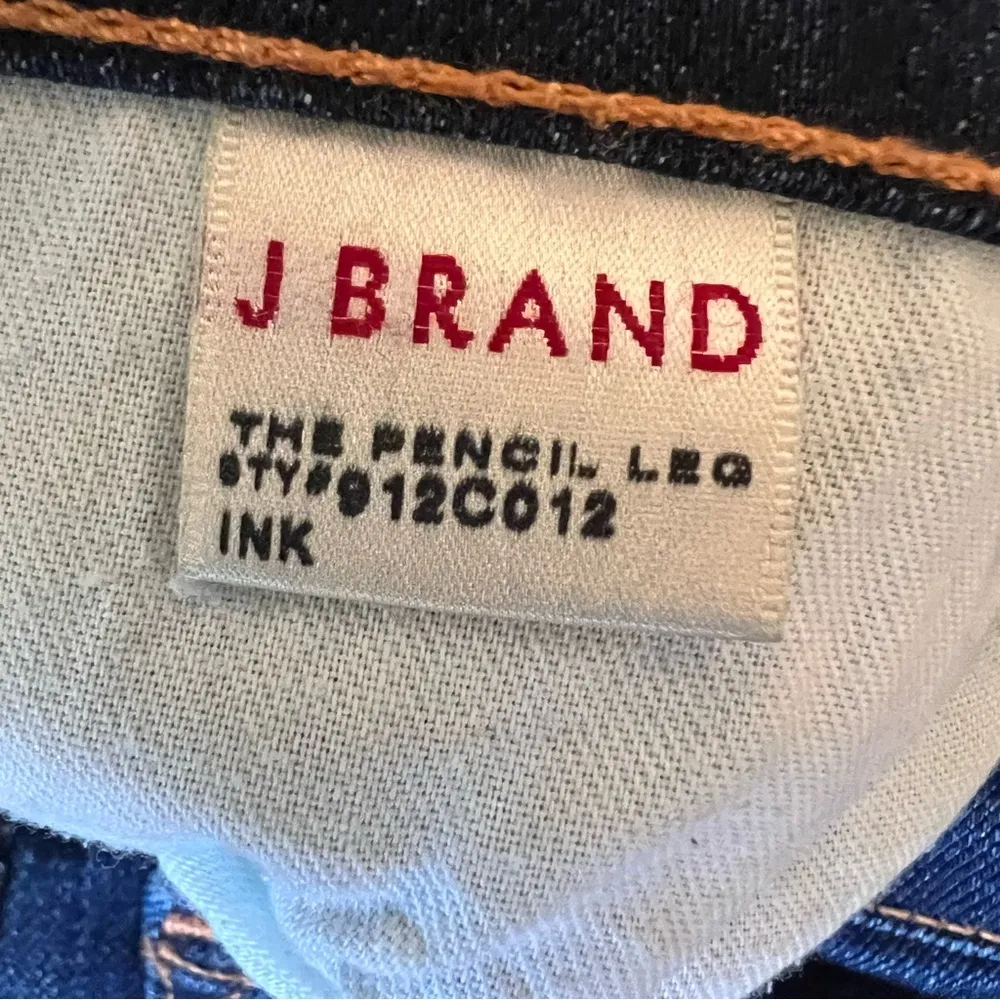 J BRAND
THE PENCIL LEG
STY#912C012
INK